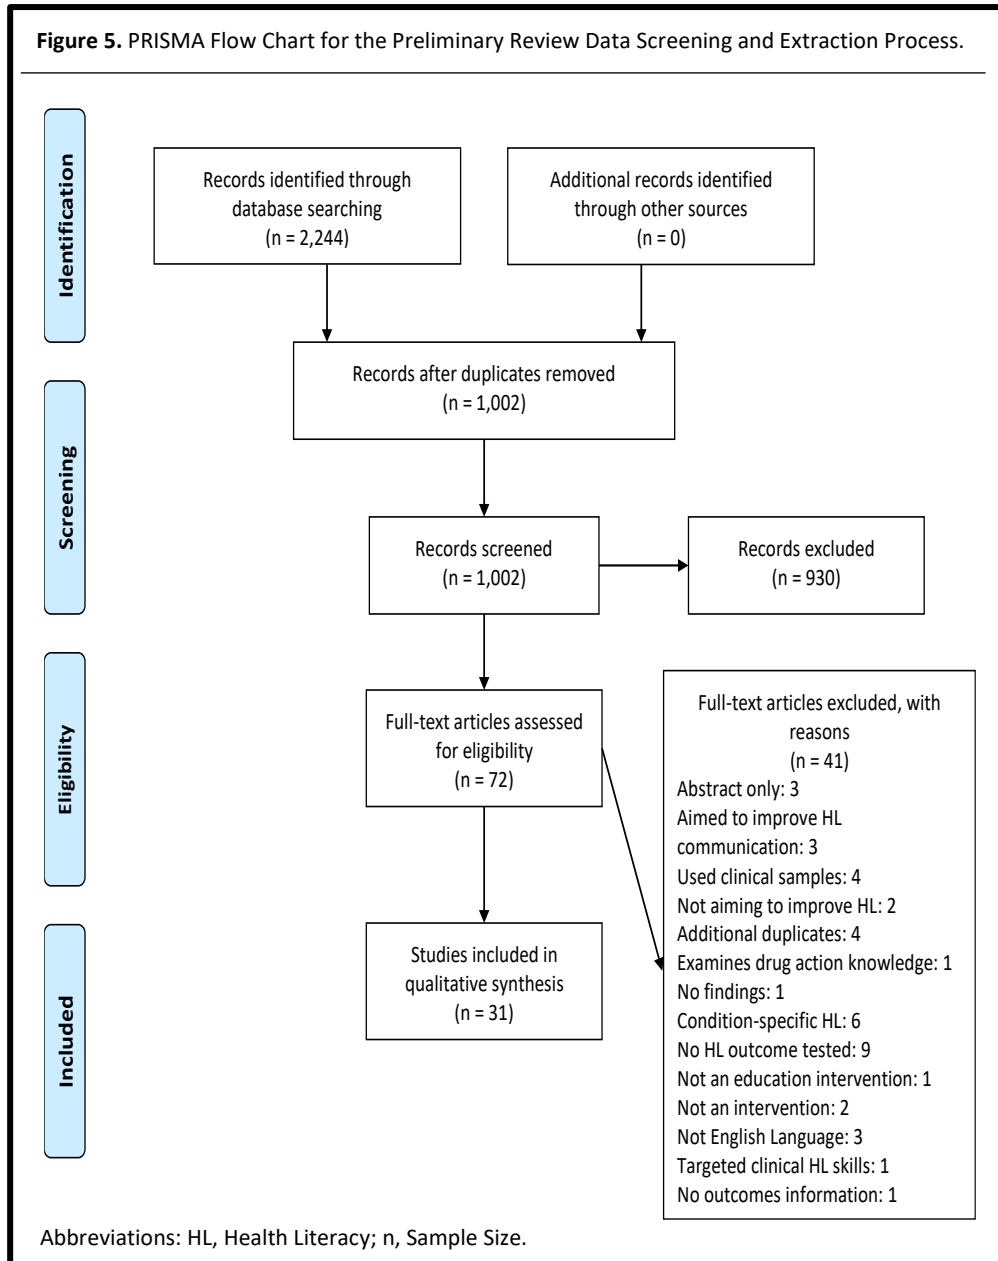 Figure 5. PRISMA Flow Chart for the Preliminary Review Data Screening and Extraction Process.
Identification
Records identified through
database searching
(n = 2,244)
Additional records identified
through other sources
(n = 0)
Records after duplicates removed
(n = 1,002)
Screening
Records screened
(n = 1,002)
Records excluded
(n = 930)
Eligibility
Full-text articles assessed
for eligibility
(n = 72)
Full-text articles excluded, with
reasons
(n = 41)
Abstract only: 3
Aimed to improve HL
communication: 3
Used clinical samples: 4
Not aiming to improve HL: 2
Additional duplicates: 4
Examines drug action knowledge: 1
No findings: 1
Condition-specific HL: 6
No HL outcome tested: 9
Not an education intervention: 1
Not an intervention: 2
Not English Language: 3
Targeted clinical HL skills: 1
No outcomes information: 1
Included
Studies included in
qualitative synthesis
(n = 31)
Abbreviations: HL, Health Literacy; n, Sample Size.